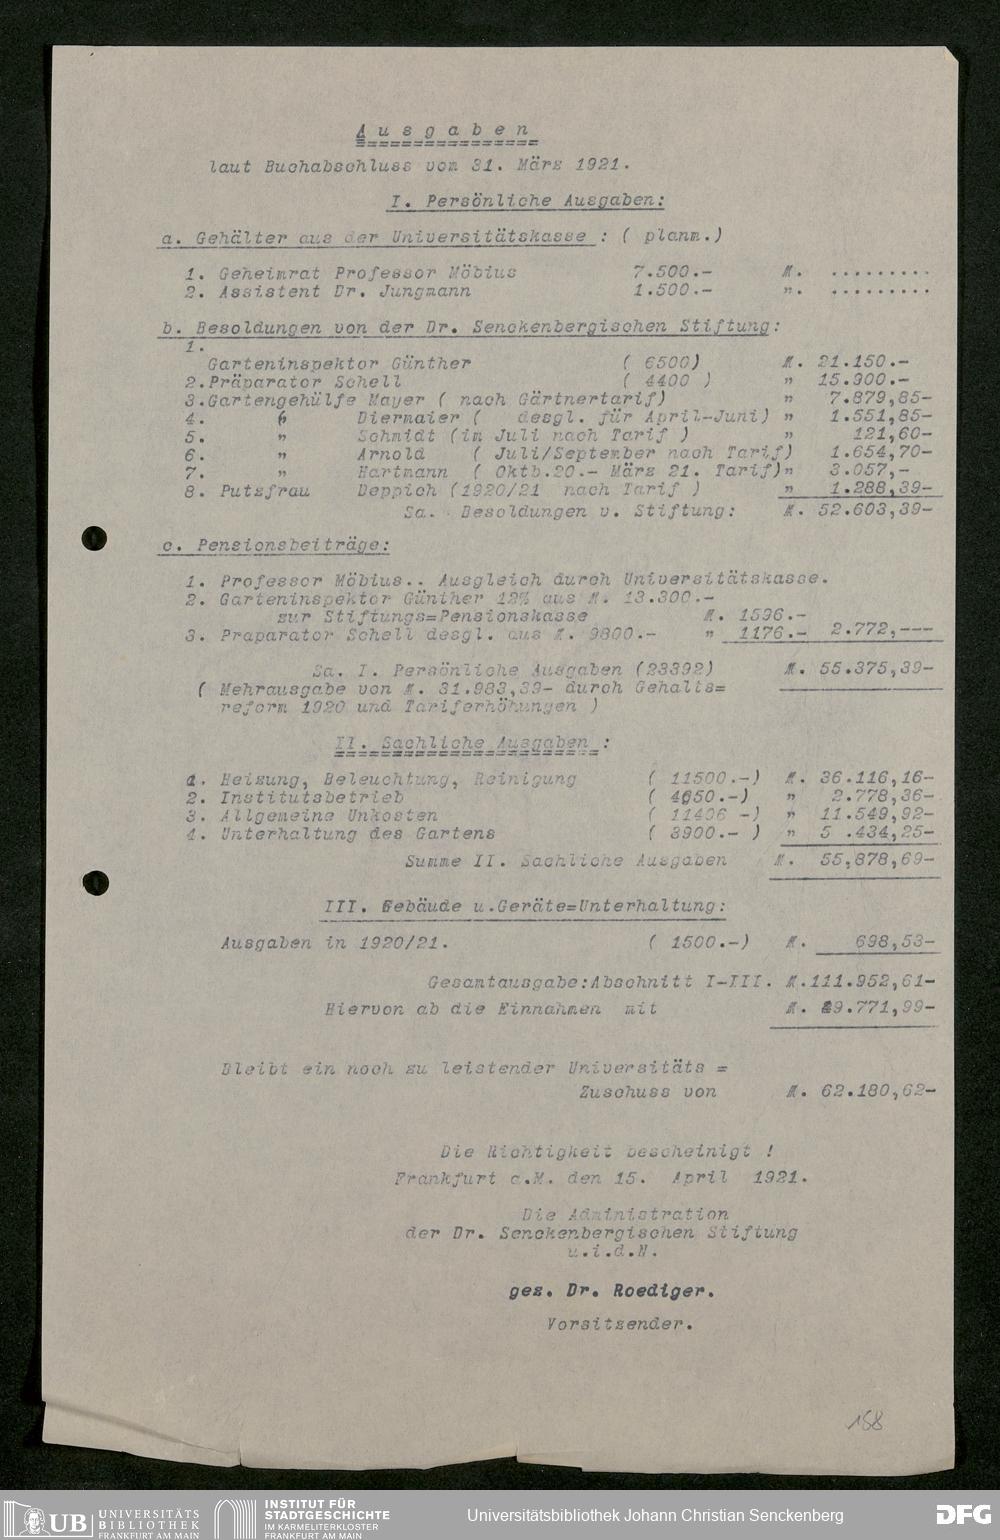 Ausgaben
laut Buchabschluss vom 31. März 1921.
I. Persönliche Ausgaben:
a. Gehälter aus der Universitätskasse : ( planm.)
1. Geheimrat Professor Möbius 7.500.- M. .........
2. Assistent Dr. Jungmann 1.500.- ". .........
b. Besoldungen von der Dr. Senckenbergischen Stiftung:
1.
Garteninspektor Günther ( 6500) M. 21.150.-
2.Präparator Schell ( 4400 ) " 15.900.-
3.Gartengehülfe Mayer ( nach Gärtnertarif) " 7.879,85-
4. " Diermaier ( desgl. für April-Juni) " 1.551,85-
5. " Schmidt (im Juli nach Tarif ) " 121,60-
6. " Arnold ( Juli/September nach Tarif) 1.654,70-
7. " Hartmann ( Oktb.20.- März 21. Tarif)" 3.057,-
8. Putzfrau Deppich (1920/21 nach Tarif ) " 1.288,39-
Sa. Besoldungen v. Stiftung: M. 52.603,39-
c. Pensionsbeiträge:
1. Professor Möbius.. Ausgleich durch Universitätskasse.
2. Garteninspektor Günther 12% aus M. 13.300.-
zur Stiftungs=Pensionskasse M. 1596.-
3. Praparator Schell desgl. aus M. 9800.- " 1176.- 2.772,---
Sa. I. Persönliche Ausgaben (23392) M. 55.375,39-
( Mehrausgabe von M. 31.983,39- durch Gehalts=
reform 1920 und Tariferhöhungen )
II. Sachliche Ausgaben :
1. Heizung, Beleuchtung, Reinigung ( 11500.-) M. 36.116,16-
2. Institutsbetrieb ( 4650.-) " 2.778,36-
3. Allgemeine Unkosten ( 11406 -) " 11.549,92-
4. Unterhaltung des Gartens ( 3900.- ) " 5 .434,25-
Summe II. Sachliche Ausgaben M. 55,878,69-
III. Gebäude u.Geräte=Unterhaltung:
Ausgaben in 1920/21. ( 1500.-) M. 698,53-
Gesamtausgabe:Abschnitt I-III. M.111.952,61-
Hiervon ab die Einnahmen mit M. 49.771,99-
Bleibt ein noch zu leistender Universitäts =
Zuschuss von M. 62.180,62-
Die Richtigkeit bescheinigt !
Frankfurt a.M. den 15. April 1921.
Die Administration
der Dr. Senckenbergischen Stiftung
u.i.d.N.
gez. Dr. Roediger.
Vorsitzender.
158
UB UNIVERSITÄTS
BIBLIOTHEK
FRANKFURT AM MAIN
INSTITUT FÜR
STADTGESCHICHTE
IM KARMELITERKLOSTER
FRANKFURT AM MAIN
Universitätsbibliothek Johann Christian Senckenberg
DFG